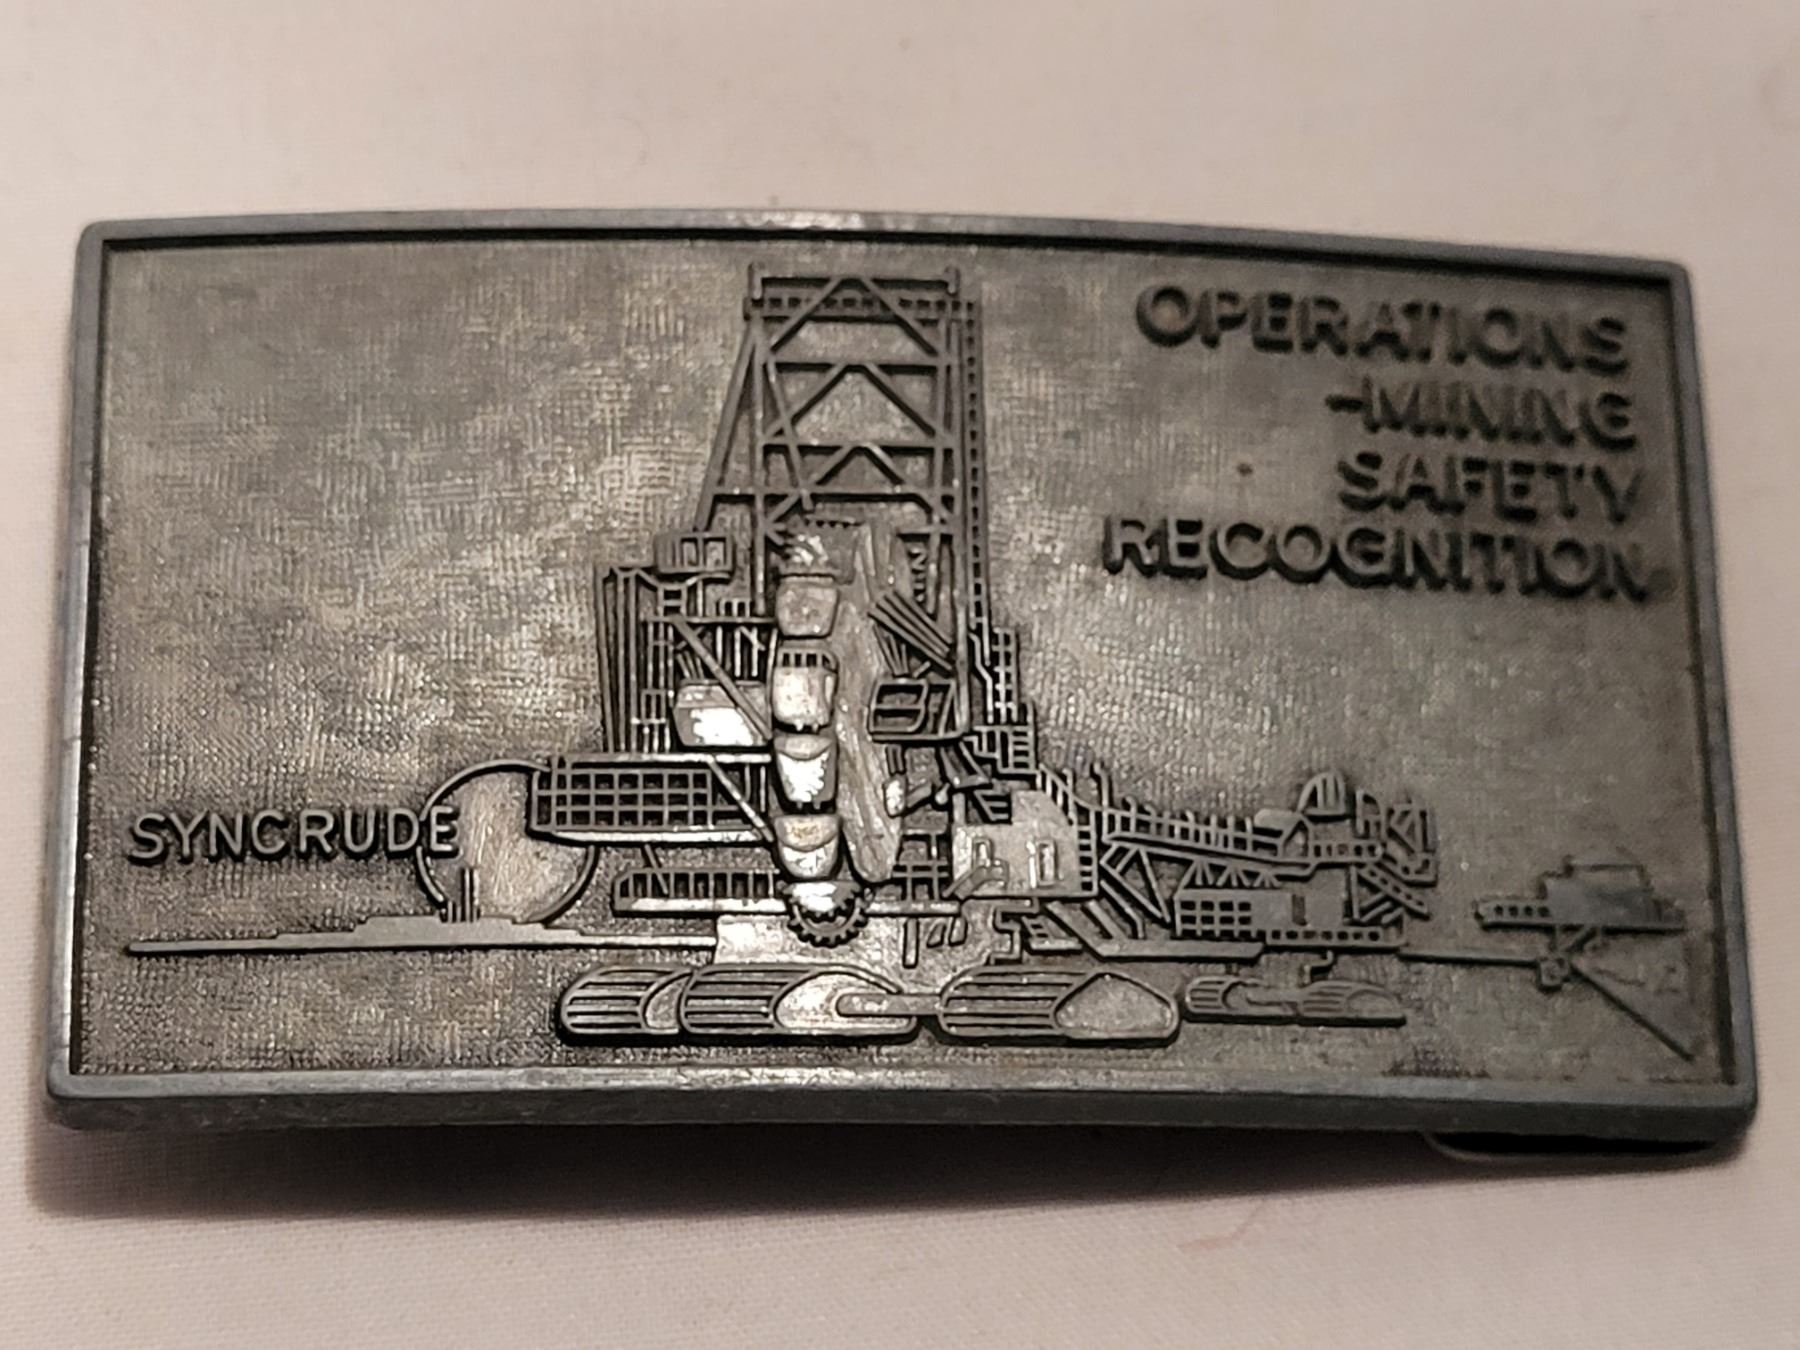 OPERATIONS
-MINING
SAFETY
RECOGNITION
SYNCRUDE